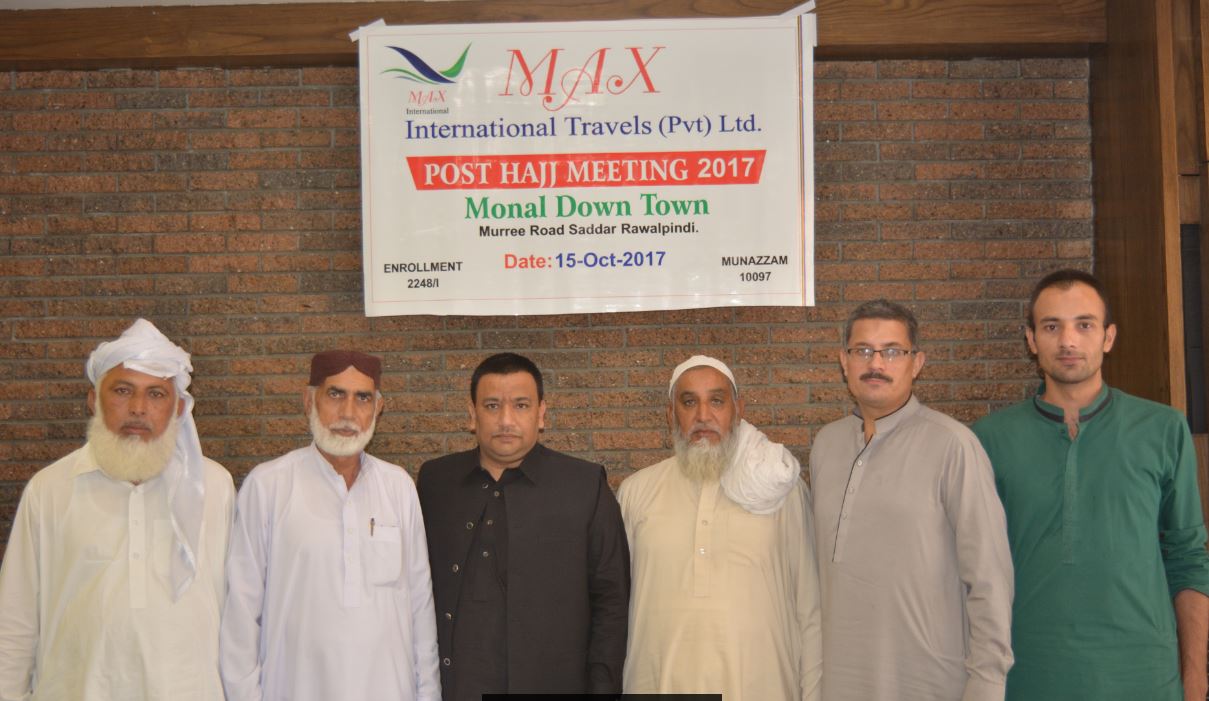 MAX
MAX
International
International Travels (Pvt) Ltd.
POST HAJJ MEETING 2017
Monal Down Town
Murree Road Saddar Rawalpindi.
Date: 15-Oct-2017
ENROLLMENT
2248/I
MUNAZZAM
10097